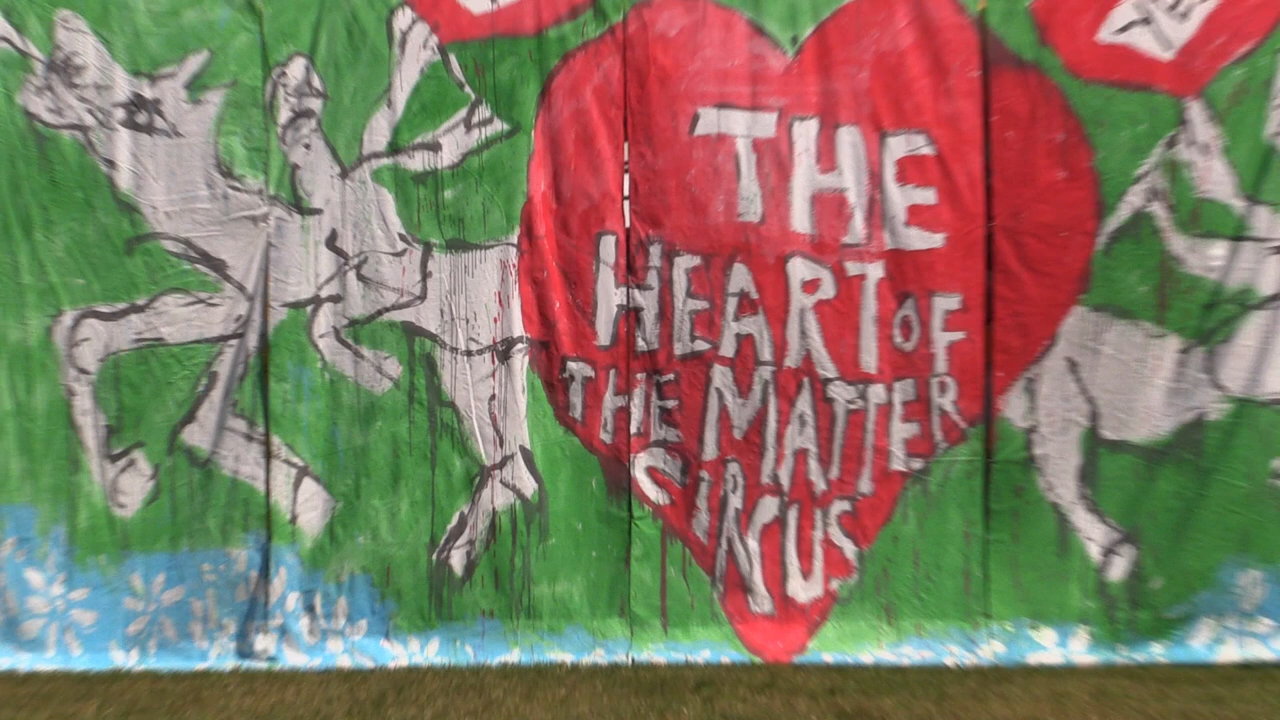 THE
HEART OF
THE MATTER
CIRCUS